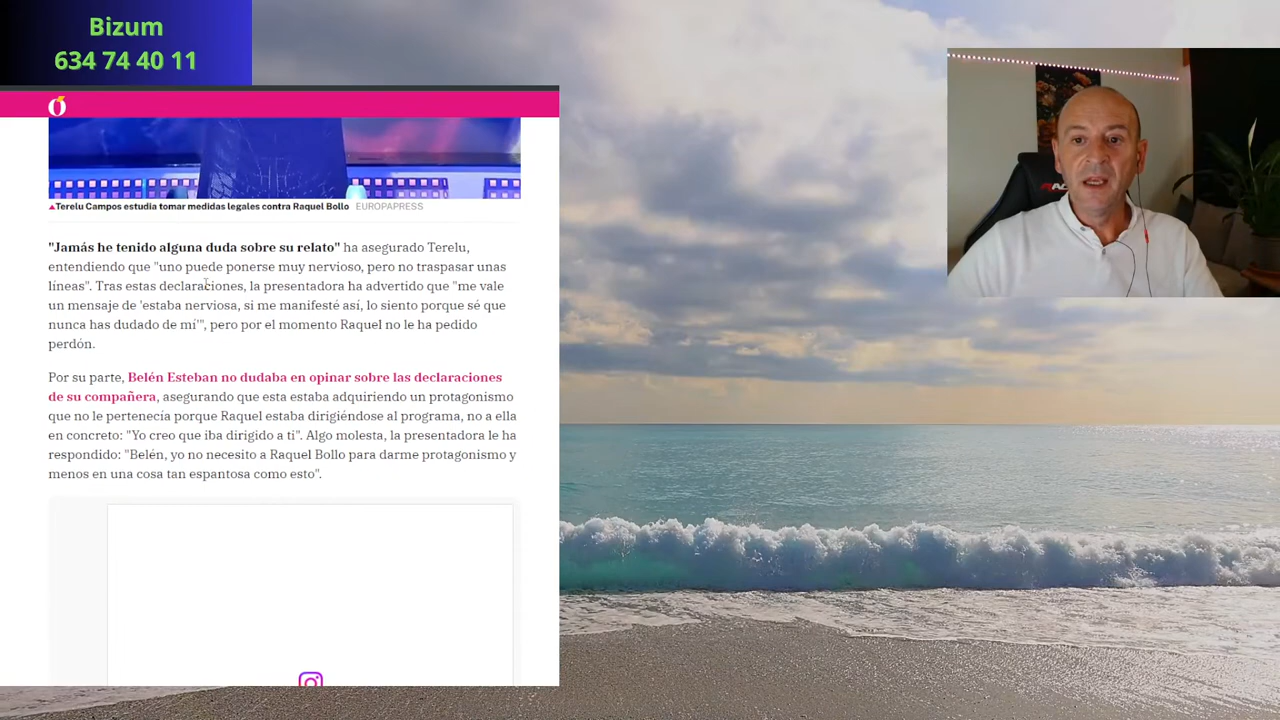 Bizum
634 74 40 11
Ó
Terelu Campos estudia tomar medidas legales contra Raquel Bollo EUROPAPRESS
"Jamás he tenido alguna duda sobre su relato" ha asegurado Terelu,
entendiendo que "uno puede ponerse muy nervioso, pero no traspasar unas
líneas". Tras estas declaraciones, la presentadora ha advertido que "me vale
un mensaje de 'estaba nerviosa, si me manifesté así, lo siento porque sé que
nunca has dudado de mí'", pero por el momento Raquel no le ha pedido
perdón.
Por su parte, Belén Esteban no dudaba en opinar sobre las declaraciones
de su compañera, asegurando que esta estaba adquiriendo un protagonismo
que no le pertenecía porque Raquel estaba dirigiéndose al programa, no a ella
en concreto: "Yo creo que iba dirigido a ti". Algo molesta, la presentadora le ha
respondido: "Belén, yo no necesito a Raquel Bollo para darme protagonismo y
menos en una cosa tan espantosa como esto".